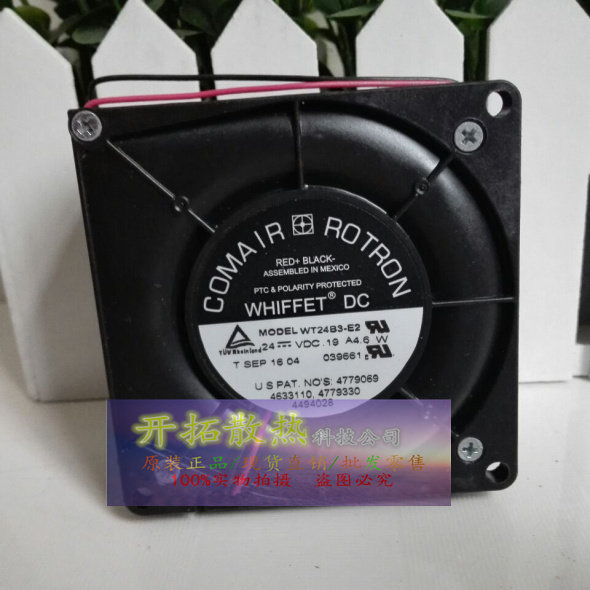 COMAIR ROTRON
RED+ BLACK-
ASSEMBLED IN MEXICO
PTC & POLARITY PROTECTED
WHIFFET® DC
MODEL WT24B3-E2
24 VDC .19 A4.6 W
TÜV Rheinland
T SEP 16 04 039661
U S PAT. NO'S: 4779069
4633110, 4779330
4494028
开拓散热科技公司
原装正品/现货直销/批发零售
100%实物拍摄 盗图必究